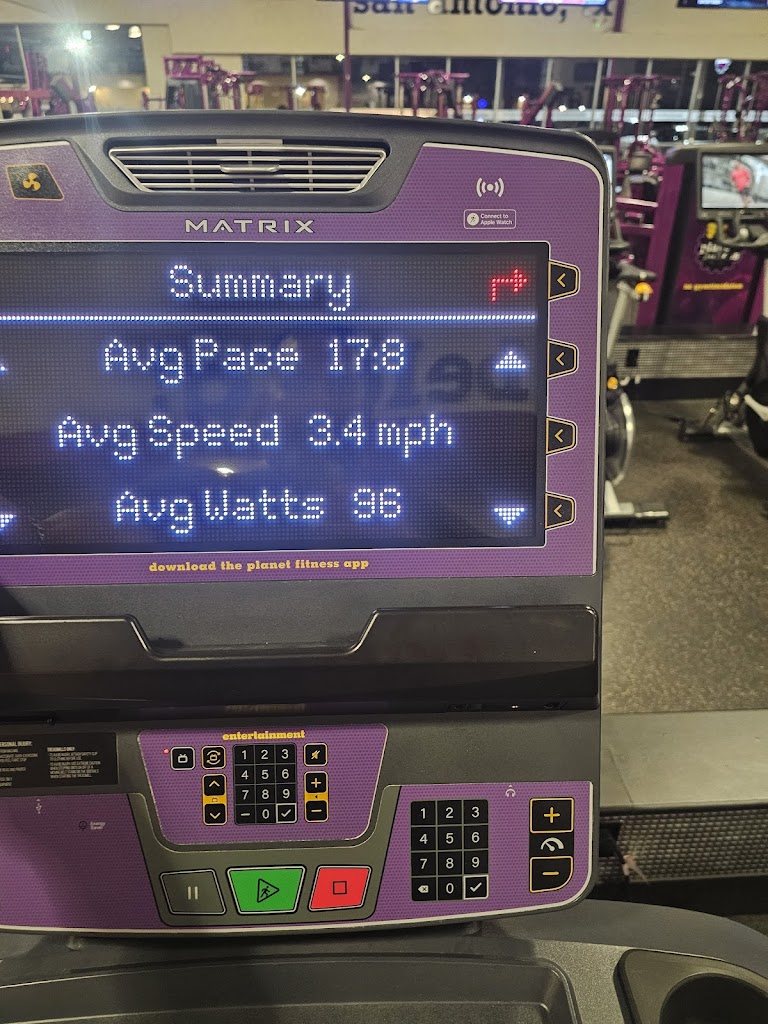 san antonio,
Connect to
Apple Watch
MATRIX
Summary
Avg Pace 17:8
Avg Speed 3.4 mph
Avg Watts 96
download the planet fitness app
entertainment
1 2 3
4 5 6
7 8 9
0
1 2 3
4 5 6
7 8 9
0